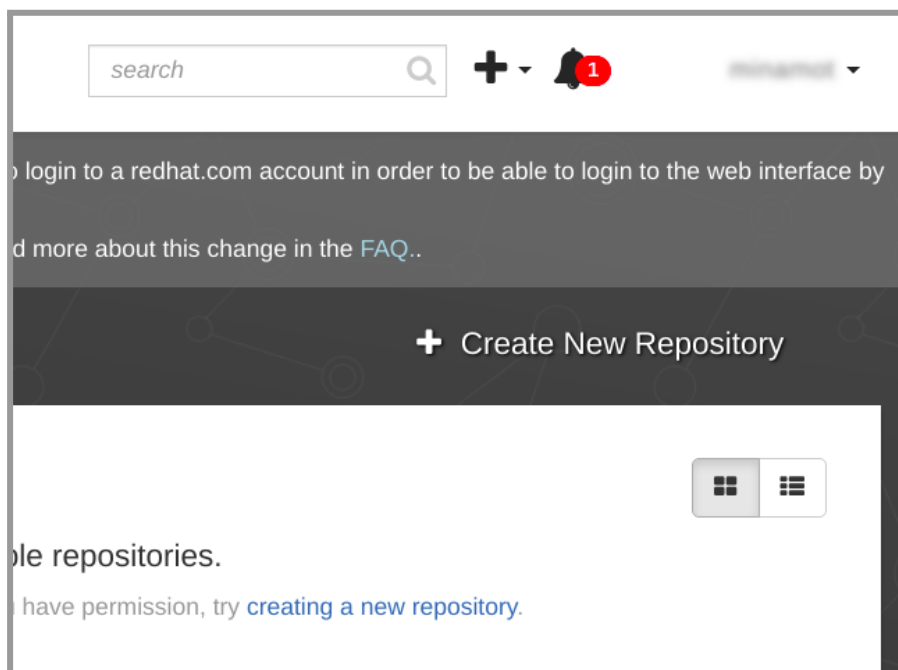 search
1
login to a redhat.com account in order to be able to login to the web interface by
d more about this change in the FAQ..
Create New Repository
ple repositories.
have permission, try creating a new repository.